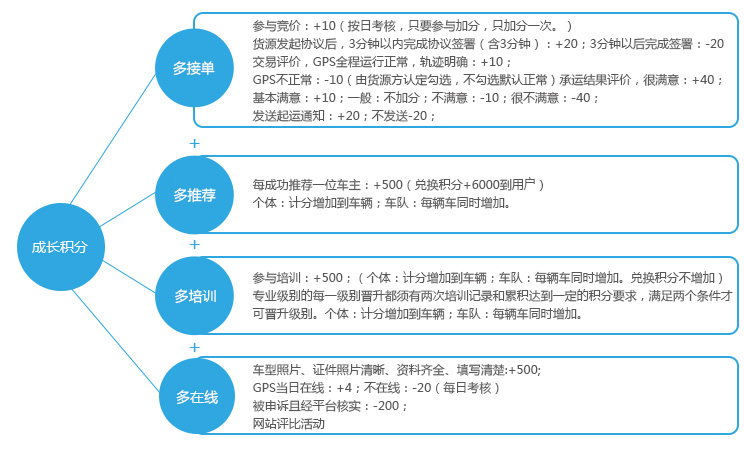 成长积分
多接单
参与竞价：+10（按日考核，只要参与加分，只加分一次。）
货源发起协议后，3分钟以内完成协议签署（含3分钟）：+20；3分钟以后完成签署：-20
交易评价，GPS全程运行正常，轨迹明确：+10；
GPS不正常：-10（由货源方认定勾选，不勾选默认正常）承运结果评价，很满意：+40；
基本满意：+10；一般：不加分；不满意：-10；很不满意：-40；
发送起运通知：+20；不发送-20；
+
多推荐
每成功推荐一位车主：+500（兑换积分+6000到用户）
个体：计分增加到车辆；车队：每辆车同时增加。
+
多培训
参与培训：+500；（个体：计分增加到车辆；车队：每辆车同时增加。兑换积分不增加）
专业级别的每一级别晋升都须有两次培训记录和累积达到一定的积分要求，满足两个条件才
可晋升级别。个体：计分增加到车辆；车队：每辆车同时增加。
+
多在线
车型照片、证件照片清晰、资料齐全、填写清楚:+500;
GPS当日在线：+4；不在线：-20（每日考核）
被申诉且经平台核实：-200；
网站评比活动